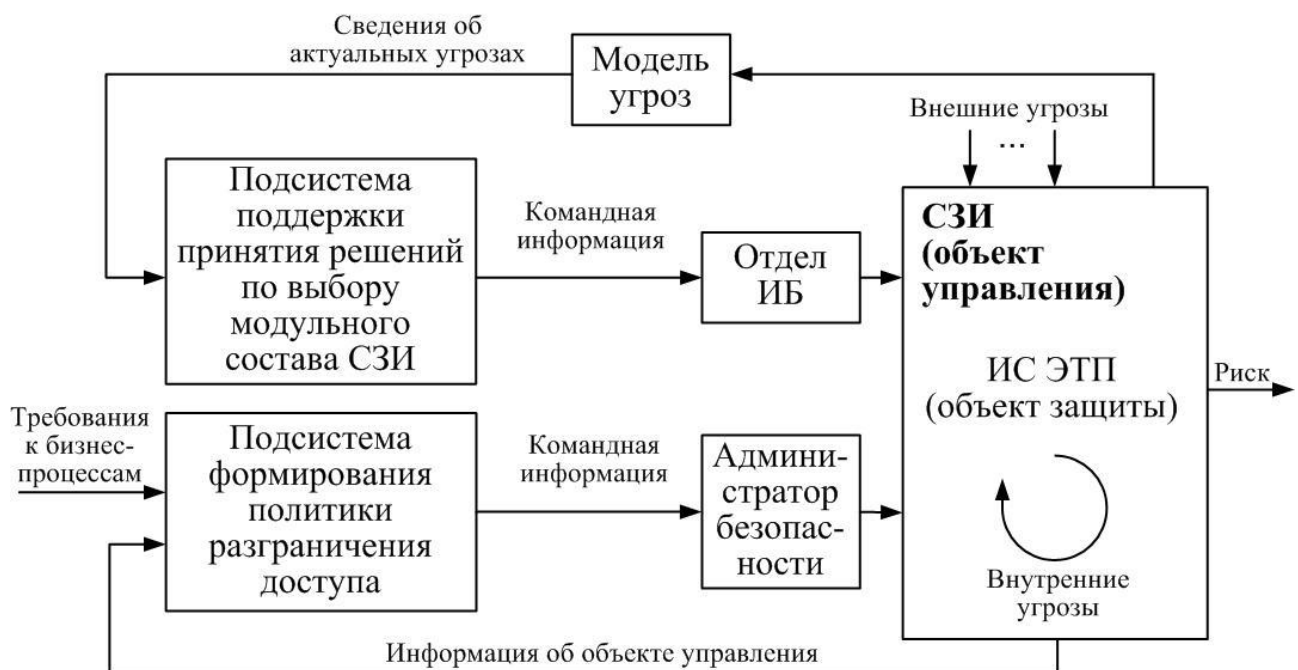 Сведения об
актуальных угрозах
Модель
угроз
Внешние угрозы
...
Подсистема
поддержки
принятия решений
по выбору
модульного
состава СЗИ
Командная
информация
Отдел
ИБ
СЗИ
(объект
управления)
ИС ЭТП
(объект защиты)
Риск
Требования
к бизнес-
процессам
Подсистема
формирования
политики
разграничения
доступа
Командная
информация
Админи-
стратор
безопас-
ности
Внутренние
угрозы
Информация об объекте управления